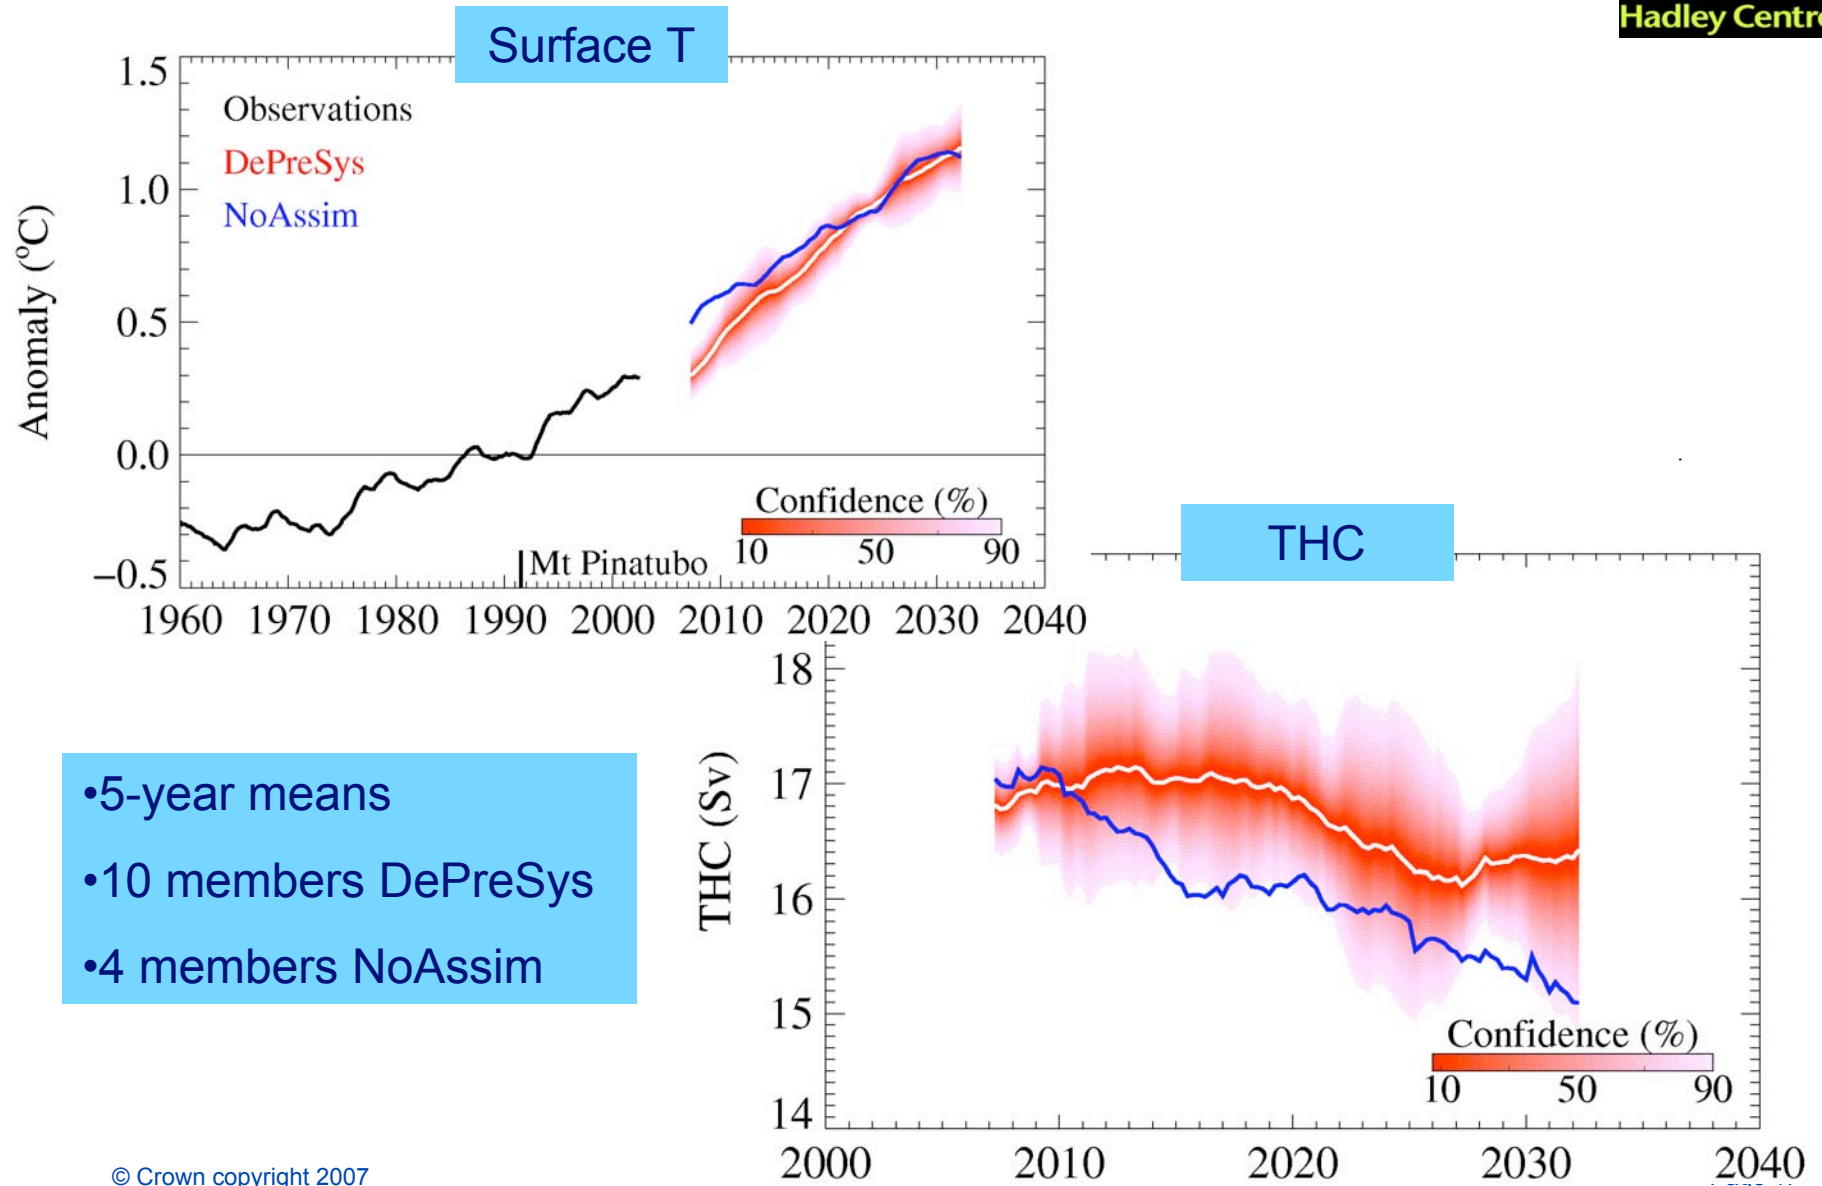 Hadley Centre
Surface T
1.5
1.0
0.5
0.0
−0.5
Anomaly (°C)
Observations
DePreSys
NoAssim
Confidence (%)
10 50 90
Mt Pinatubo
1960 1970 1980 1990 2000 2010 2020 2030 2040
THC
18
17
16
15
14
THC (Sv)
Confidence (%)
10 50 90
2000 2010 2020 2030 2040
•5-year means
•10 members DePreSys
•4 members NoAssim
© Crown copyright 2007